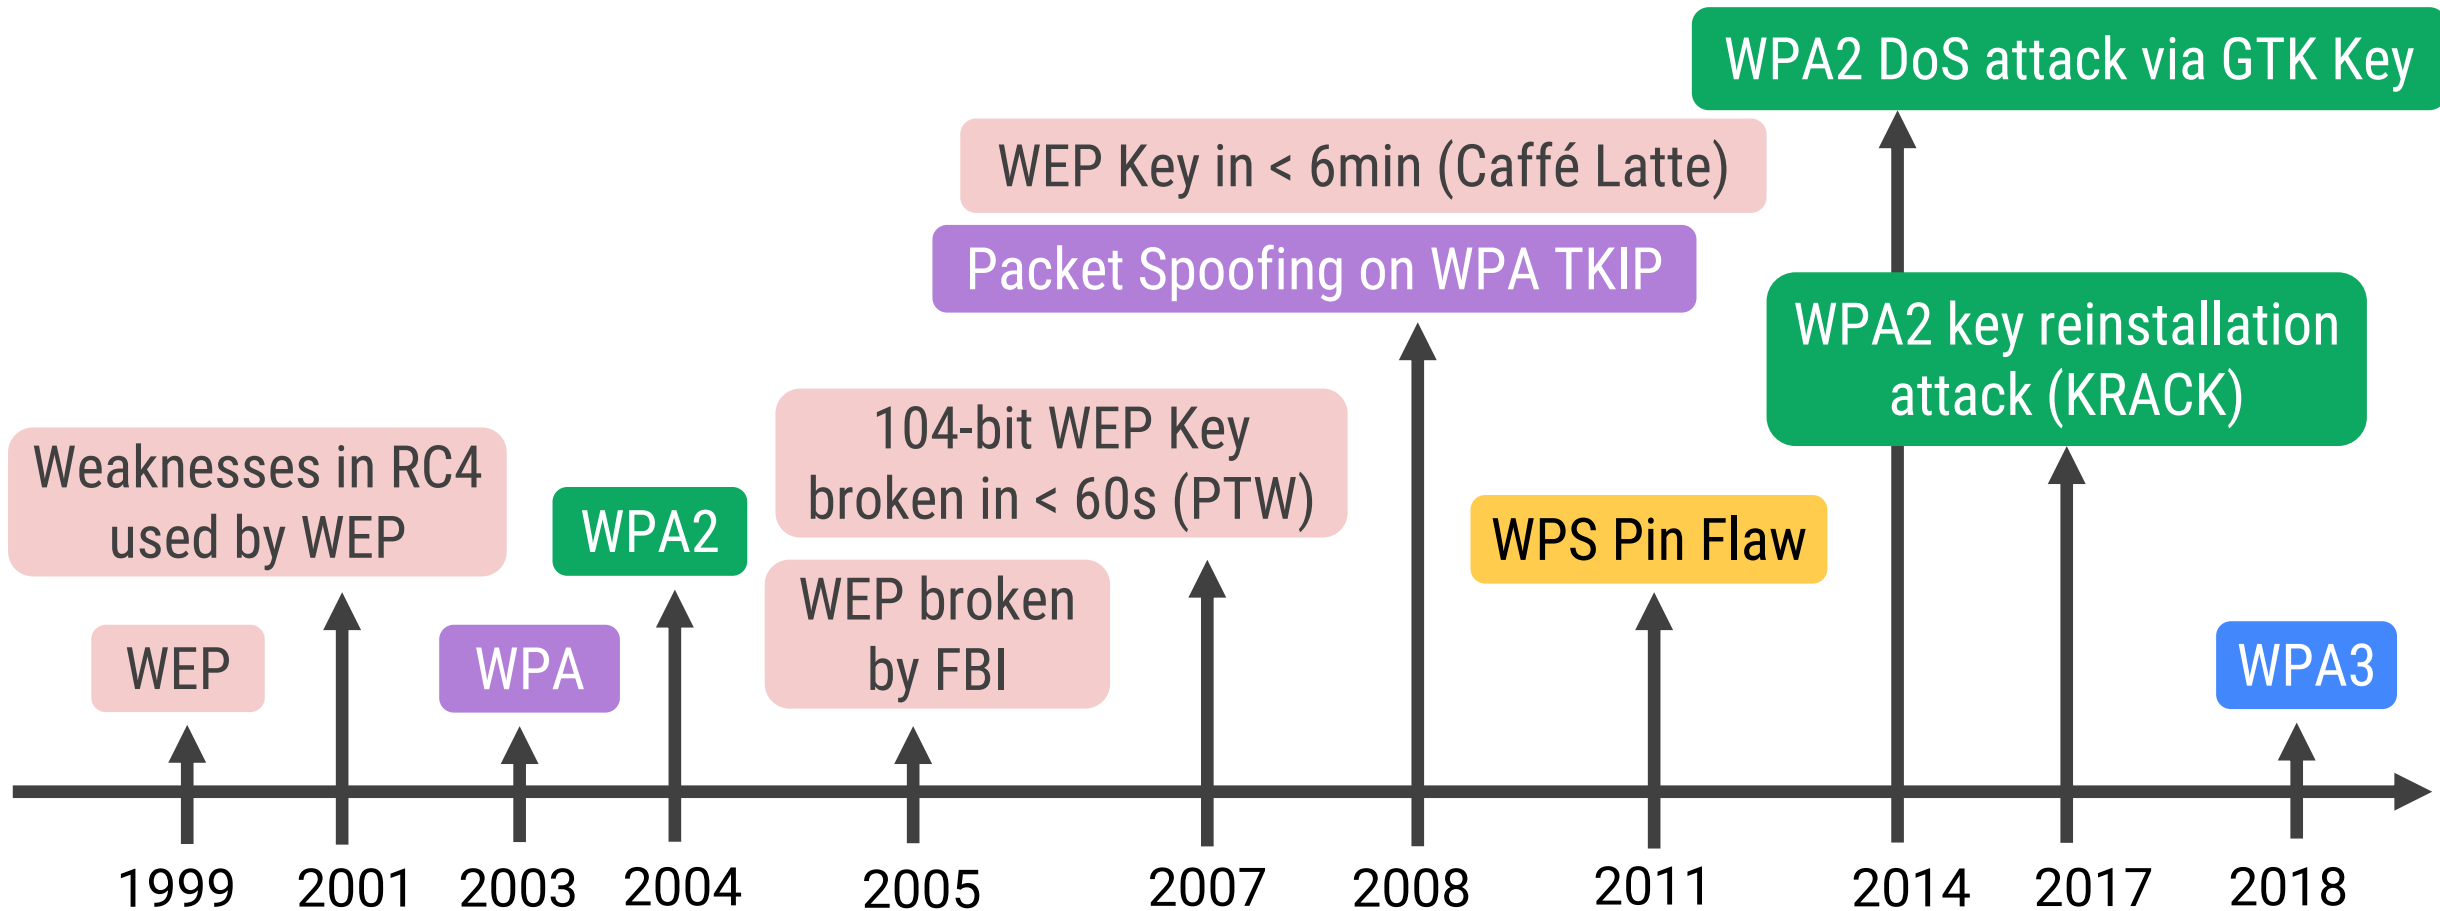 WPA2 DoS attack via GTK Key
WEP Key in < 6min (Caffé Latte)
Packet Spoofing on WPA TKIP
WPA2 key reinstallation
attack (KRACK)
104-bit WEP Key
broken in < 60s (PTW)
Weaknesses in RC4
used by WEP
WPA2
WPS Pin Flaw
WEP broken
by FBI
WEP
WPA
WPA3
1999
2001
2003
2004
2005
2007
2008
2011
2014
2017
2018